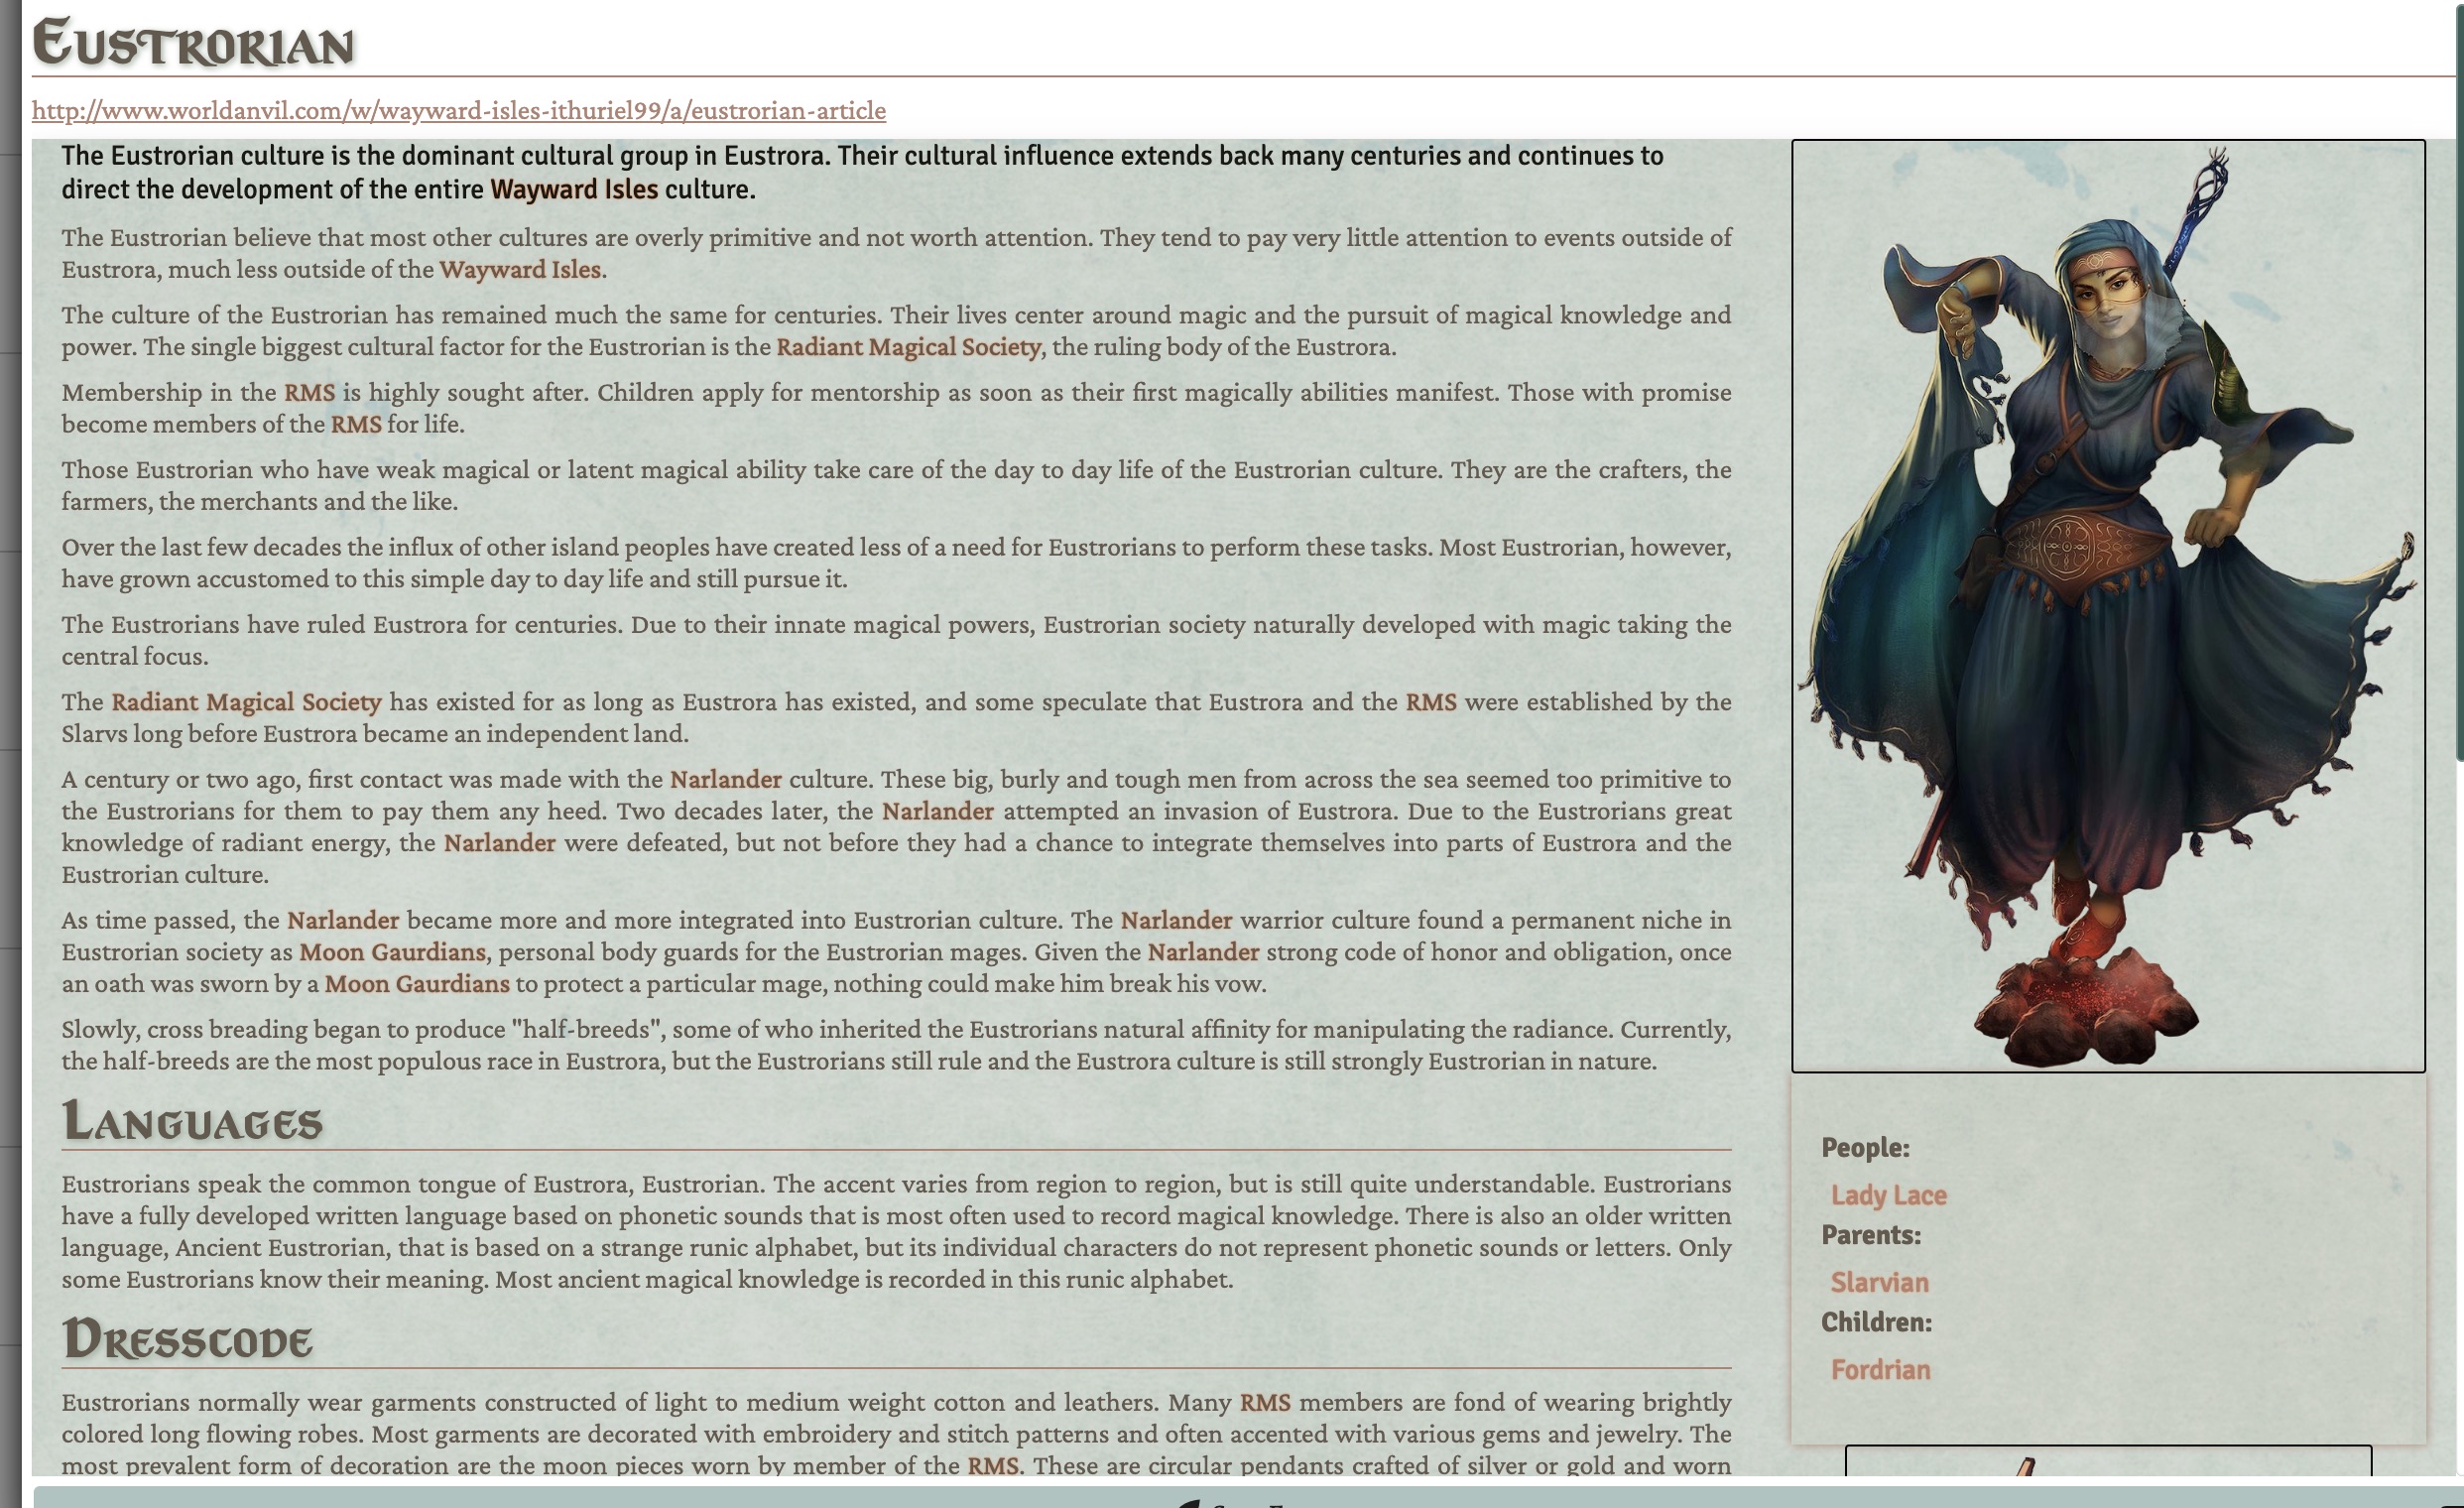 Eustrorian
http://www.worldanvil.com/w/wayward-isles-ithuriel99/a/eustrorian-article
The Eustrorian culture is the dominant cultural group in Eustrora. Their cultural influence extends back many centuries and continues to
direct the development of the entire Wayward Isles culture.
The Eustrorian believe that most other cultures are overly primitive and not worth attention. They tend to pay very little attention to events outside of
Eustrora, much less outside of the Wayward Isles.
The culture of the Eustrorian has remained much the same for centuries. Their lives center around magic and the pursuit of magical knowledge and
power. The single biggest cultural factor for the Eustrorian is the Radiant Magical Society, the ruling body of the Eustrora.
Membership in the RMS is highly sought after. Children apply for mentorship as soon as their first magically abilities manifest. Those with promise
become members of the RMS for life.
Those Eustrorian who have weak magical or latent magical ability take care of the day to day life of the Eustrorian culture. They are the crafters, the
farmers, the merchants and the like.
Over the last few decades the influx of other island peoples have created less of a need for Eustrorians to perform these tasks. Most Eustrorian, however,
have grown accustomed to this simple day to day life and still pursue it.
The Eustrorians have ruled Eustrora for centuries. Due to their innate magical powers, Eustrorian society naturally developed with magic taking the
central focus.
The Radiant Magical Society has existed for as long as Eustrora has existed, and some speculate that Eustrora and the RMS were established by the
Slarvs long before Eustrora became an independent land.
A century or two ago, first contact was made with the Narlander culture. These big, burly and tough men from across the sea seemed too primitive to
the Eustrorians for them to pay them any heed. Two decades later, the Narlander attempted an invasion of Eustrora. Due to the Eustrorians great
knowledge of radiant energy, the Narlander were defeated, but not before they had a chance to integrate themselves into parts of Eustrora and the
Eustrorian culture.
As time passed, the Narlander became more and more integrated into Eustrorian culture. The Narlander warrior culture found a permanent niche in
Eustrorian society as Moon Gaurdians, personal body guards for the Eustrorian mages. Given the Narlander strong code of honor and obligation, once
an oath was sworn by a Moon Gaurdians to protect a particular mage, nothing could make him break his vow.
Slowly, cross breading began to produce "half-breeds", some of who inherited the Eustrorians natural affinity for manipulating the radiance. Currently,
the half-breeds are the most populous race in Eustrora, but the Eustrorians still rule and the Eustrora culture is still strongly Eustrorian in nature.
Languages
Eustrorians speak the common tongue of Eustrora, Eustrorian. The accent varies from region to region, but is still quite understandable. Eustrorians
have a fully developed written language based on phonetic sounds that is most often used to record magical knowledge. There is also an older written
language, Ancient Eustrorian, that is based on a strange runic alphabet, but its individual characters do not represent phonetic sounds or letters. Only
some Eustrorians know their meaning. Most ancient magical knowledge is recorded in this runic alphabet.
Dresscode
Eustrorians normally wear garments constructed of light to medium weight cotton and leathers. Many RMS members are fond of wearing brightly
colored long flowing robes. Most garments are decorated with embroidery and stitch patterns and often accented with various gems and jewelry. The
most prevalent form of decoration are the moon pieces worn by member of the RMS. These are circular pendants crafted of silver or gold and worn
People:
Lady Lace
Parents:
Slarvian
Children:
Fordrian